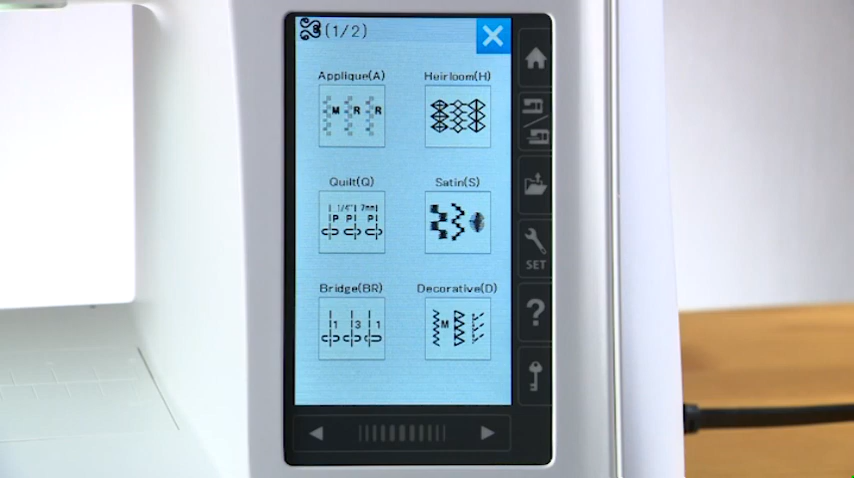 (1/2)
Applique(A) Heirloom(H)
M R R
Quilt(Q) Satin(S)
1/4" 7mm
P P P
Bridge(BR) Decorative(D)
1 3 1 M
SET
?